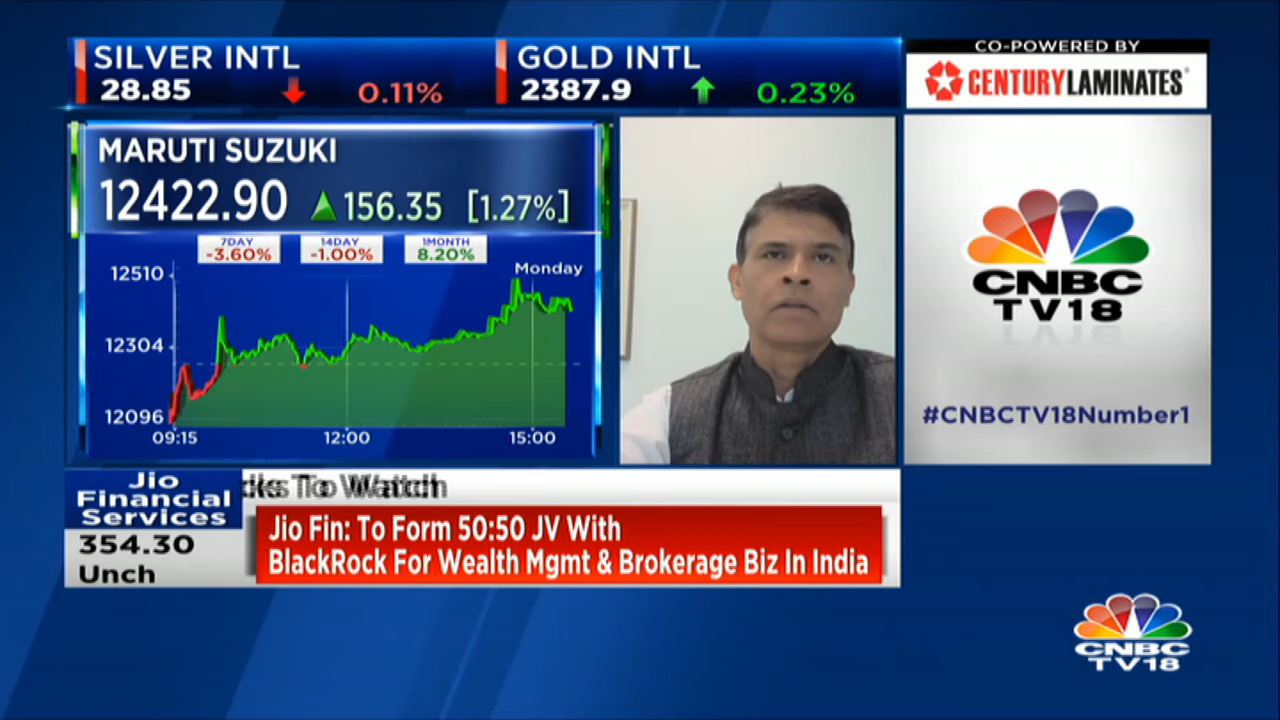 SILVER INTL
28.85 0.11%
GOLD INTL
2387.9 0.23%
CO-POWERED BY
CENTURYLAMINATES®
MARUTI SUZUKI
12422.90 156.35 [1.27%]
7DAY
-3.60%
14DAY
-1.00%
1MONTH
8.20%
Monday
12510
12304
12096
09:15 12:00 15:00
CNBC
TV18
#CNBCTV18Number1
Jio
Financial
Services
354.30
Unch
To Watch
Jio Fin: To Form 50:50 JV With
BlackRock For Wealth Mgmt & Brokerage Biz In India
CNBC
TV18